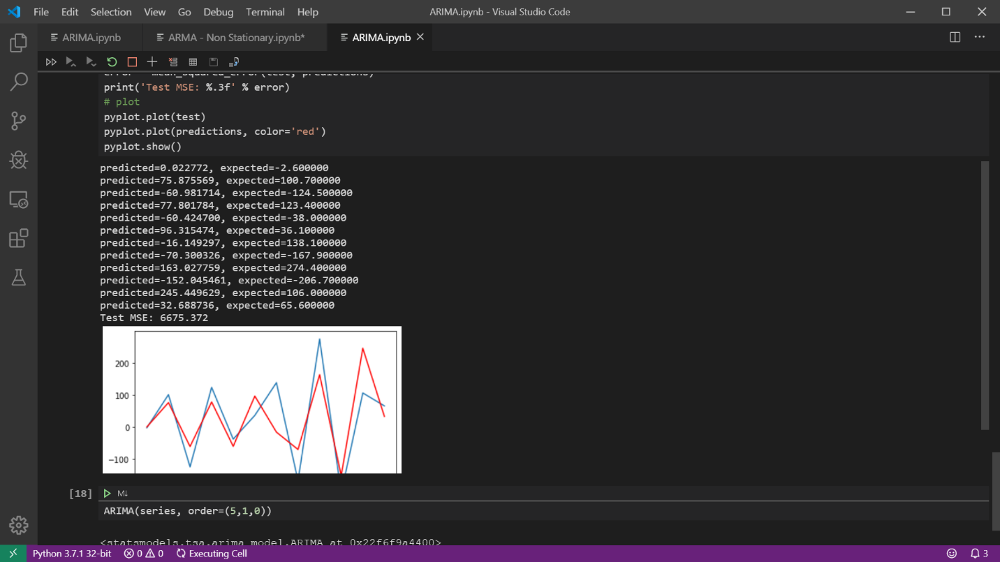 File Edit Selection View Go Debug Terminal Help ARIMA.ipynb - Visual Studio Code
ARIMA.ipynb ARMA - Non Stationary.ipynb* ARIMA.ipynb
error = mean_squared_error(test, predictions)
print('Test MSE: %.3f' % error)
# plot
pyplot.plot(test)
pyplot.plot(predictions, color='red')
pyplot.show()
predicted=0.022772, expected=-2.600000
predicted=75.875569, expected=100.700000
predicted=-60.981714, expected=-124.500000
predicted=77.801784, expected=123.400000
predicted=-60.424700, expected=-38.000000
predicted=96.315474, expected=36.100000
predicted=-16.149297, expected=138.100000
predicted=-70.300326, expected=-167.900000
predicted=163.027759, expected=274.400000
predicted=-152.045461, expected=-206.700000
predicted=245.449629, expected=106.000000
predicted=32.688736, expected=65.600000
Test MSE: 6675.372
200
100
0
-100
[18] M↓
ARIMA(series, order=(5,1,0))
<statsmodels.tsa.arima_model.ARIMA at 0x22f6f9a4400>
Python 3.7.1 32-bit 0 0 Executing Cell 3